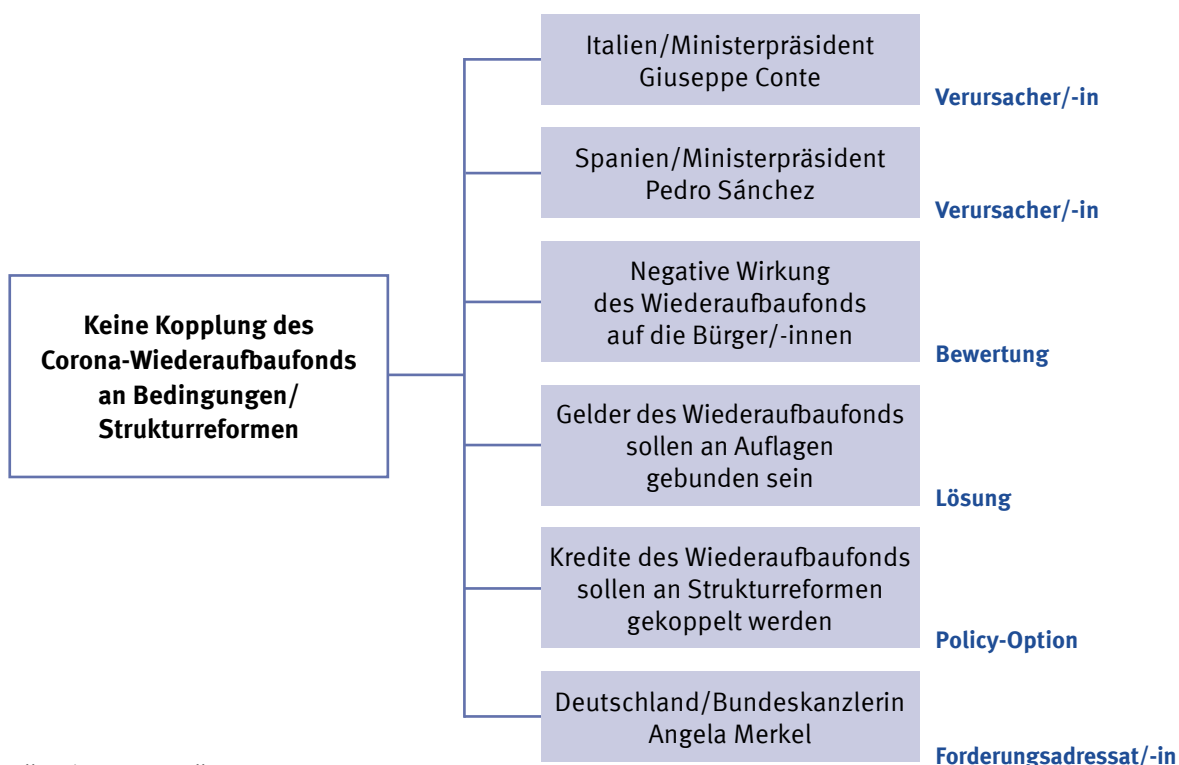 Italien/Ministerpräsident
Giuseppe Conte
Verursacher/-in
Spanien/Ministerpräsident
Pedro Sánchez
Verursacher/-in
Negative Wirkung
des Wiederaufbaufonds
auf die Bürger/-innen
Bewertung
Keine Kopplung des
Corona-Wiederaufbaufonds
an Bedingungen/
Strukturreformen
Gelder des Wiederaufbaufonds
sollen an Auflagen
gebunden sein
Lösung
Kredite des Wiederaufbaufonds
sollen an Strukturreformen
gekoppelt werden
Policy-Option
Deutschland/Bundeskanzlerin
Angela Merkel
Forderungsadressat/-in